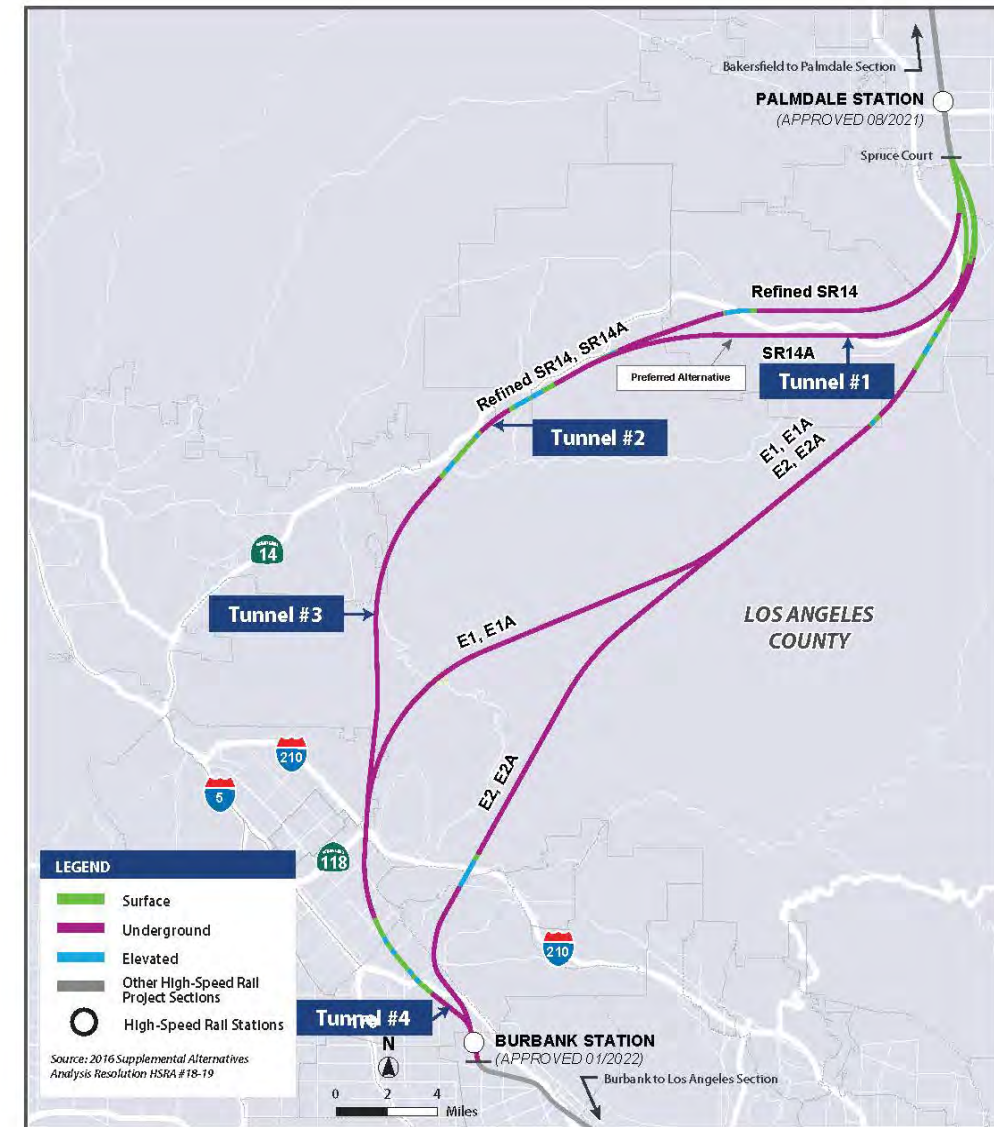 Bakersfield to Palmdale Section
PALMDALE STATION
(APPROVED 08/2021)
Spruce Court
Refined SR14
Refined SR14, SR14A
SR14A
Preferred Alternative
Tunnel #1
Tunnel #2
E1, E1A
E2, E2A
14
Tunnel #3
LOS ANGELES
COUNTY
E1, E1A
210
5
E2, E2A
118
LEGEND
Surface
Underground
Elevated
Other High-Speed Rail
Project Sections
High-Speed Rail Stations
Source: 2016 Supplemental Alternatives
Analysis Resolution HSRA #18-19
210
Tunnel #4
N
BURBANK STATION
(APPROVED 01/2022)
Burbank to Los Angeles Section
0 2 4
Miles